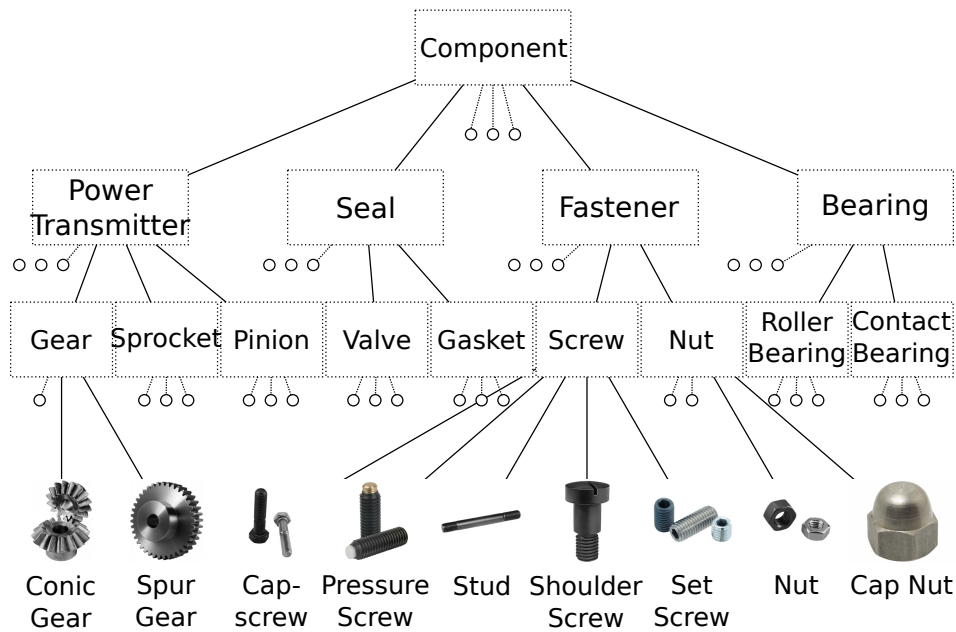 Component
Power
Transmitter
Seal
Fastener
Bearing
Gear
Sprocket
Pinion
Valve
Gasket
Screw
Nut
Roller
Bearing
Contact
Bearing
Conic
Gear
Spur
Gear
Cap-
screw
Pressure
Screw
Stud
Shoulder
Screw
Set
Screw
Nut
Cap Nut